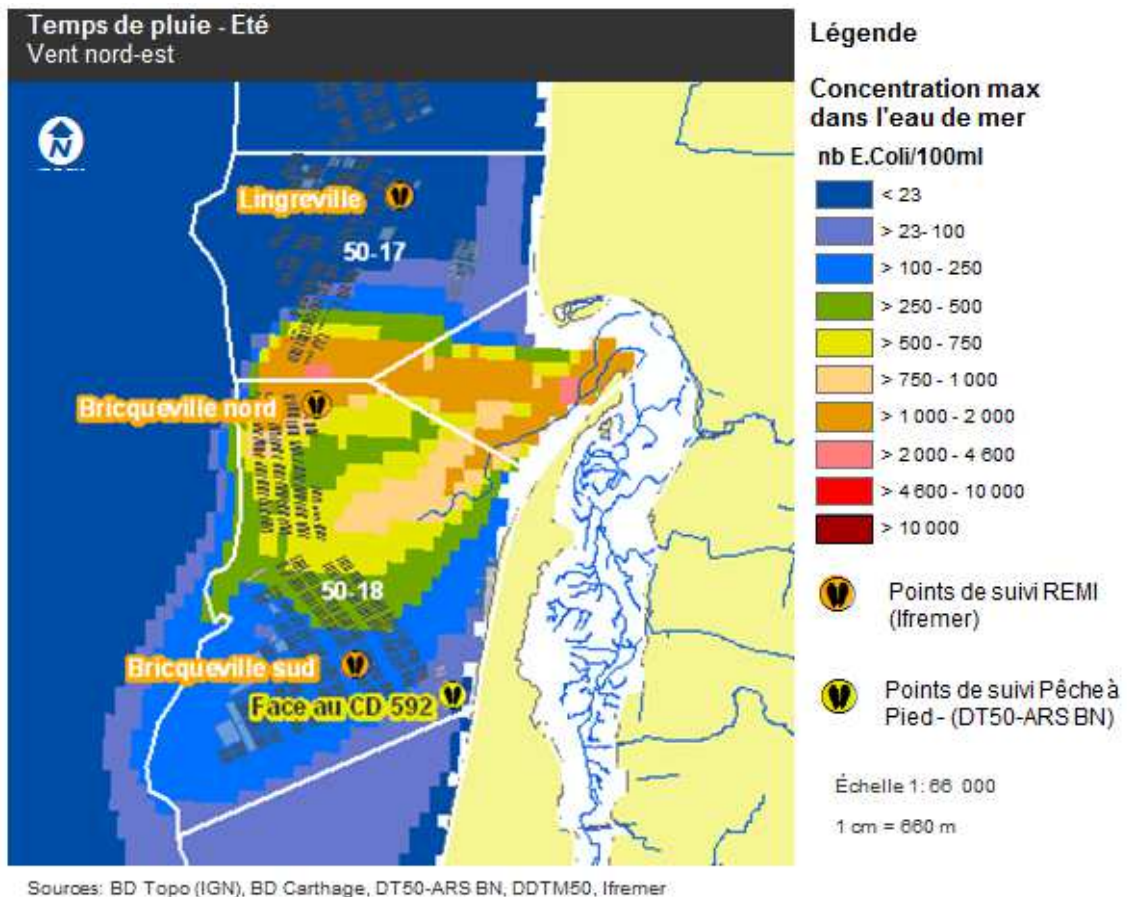 Temps de pluie - Eté
Vent nord-est
N
Lingreville
50-17
Bricqueville nord
50-18
Bricqueville sud
Face au CD 592
Légende
Concentration max
dans l'eau de mer
nb E.Coli/100ml
< 23
> 23- 100
> 100 - 250
> 250 - 500
> 500 - 750
> 750 - 1 000
> 1 000 - 2 000
> 2 000 - 4 600
> 4 600 - 10 000
> 10 000
Points de suivi REMI
(Ifremer)
Points de suivi Pêche à
Pied - (DT50-ARS BN)
Échelle 1: 66 000
1 cm = 660 m
Sources: BD Topo (IGN), BD Carthage, DT50-ARS BN, DDTM50, Ifremer